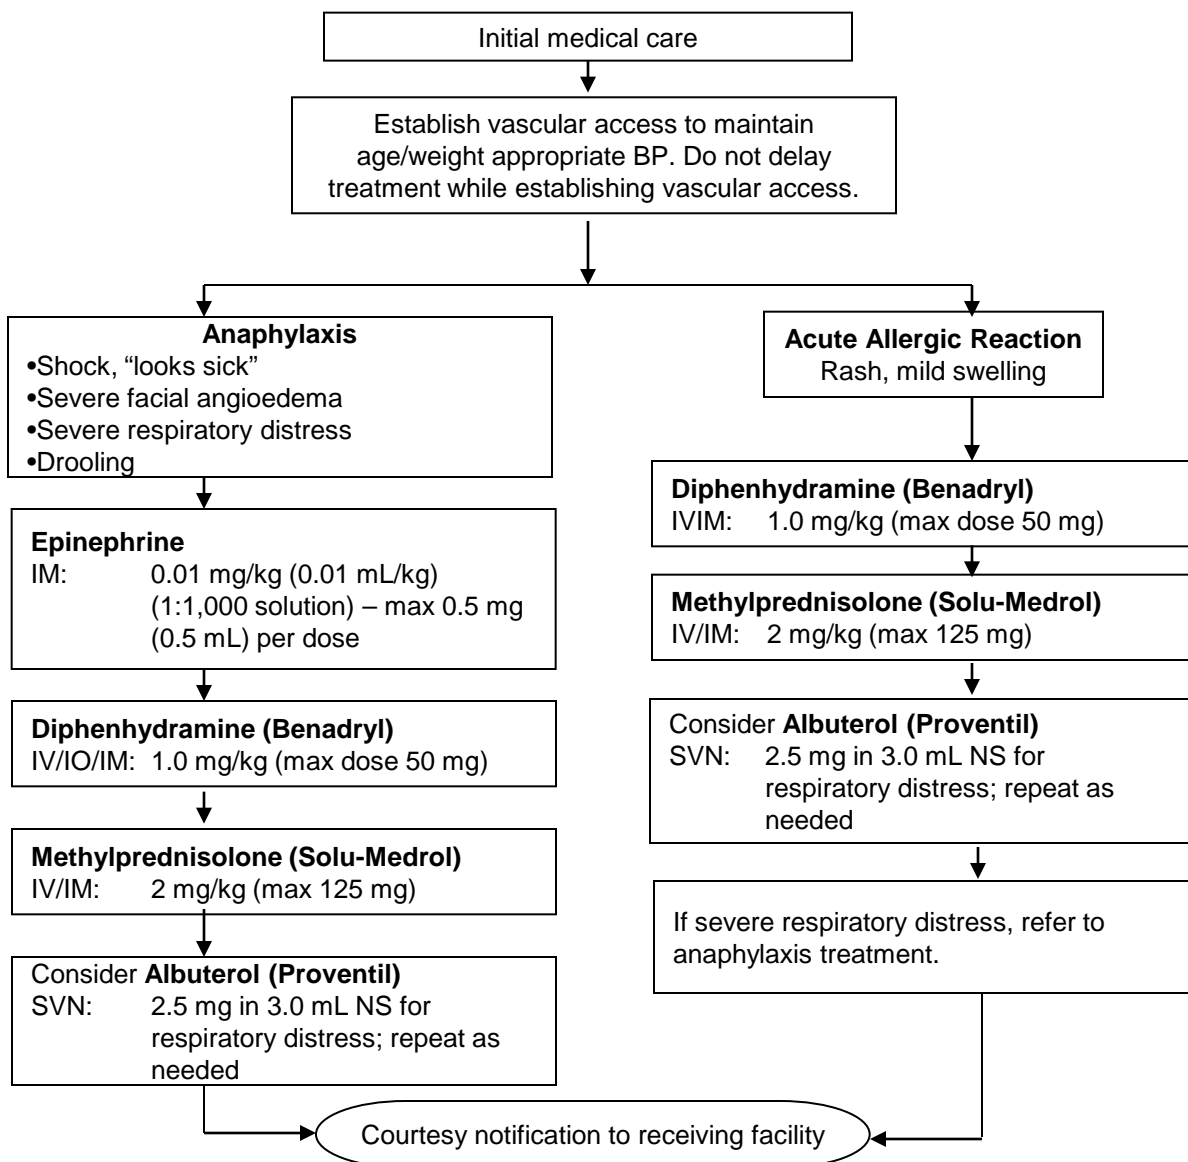 Initial medical care
Establish vascular access to maintain
age/weight appropriate BP. Do not delay
treatment while establishing vascular access.
Anaphylaxis
•Shock, “looks sick”
•Severe facial angioedema
•Severe respiratory distress
•Drooling
Epinephrine
IM: 0.01 mg/kg (0.01 mL/kg)
(1:1,000 solution) – max 0.5 mg
(0.5 mL) per dose
Diphenhydramine (Benadryl)
IV/IO/IM: 1.0 mg/kg (max dose 50 mg)
Methylprednisolone (Solu-Medrol)
IV/IM: 2 mg/kg (max 125 mg)
Consider Albuterol (Proventil)
SVN: 2.5 mg in 3.0 mL NS for
respiratory distress; repeat as
needed
Acute Allergic Reaction
Rash, mild swelling
Diphenhydramine (Benadryl)
IVIM: 1.0 mg/kg (max dose 50 mg)
Methylprednisolone (Solu-Medrol)
IV/IM: 2 mg/kg (max 125 mg)
Consider Albuterol (Proventil)
SVN: 2.5 mg in 3.0 mL NS for
respiratory distress; repeat as
needed
If severe respiratory distress, refer to
anaphylaxis treatment.
Courtesy notification to receiving facility